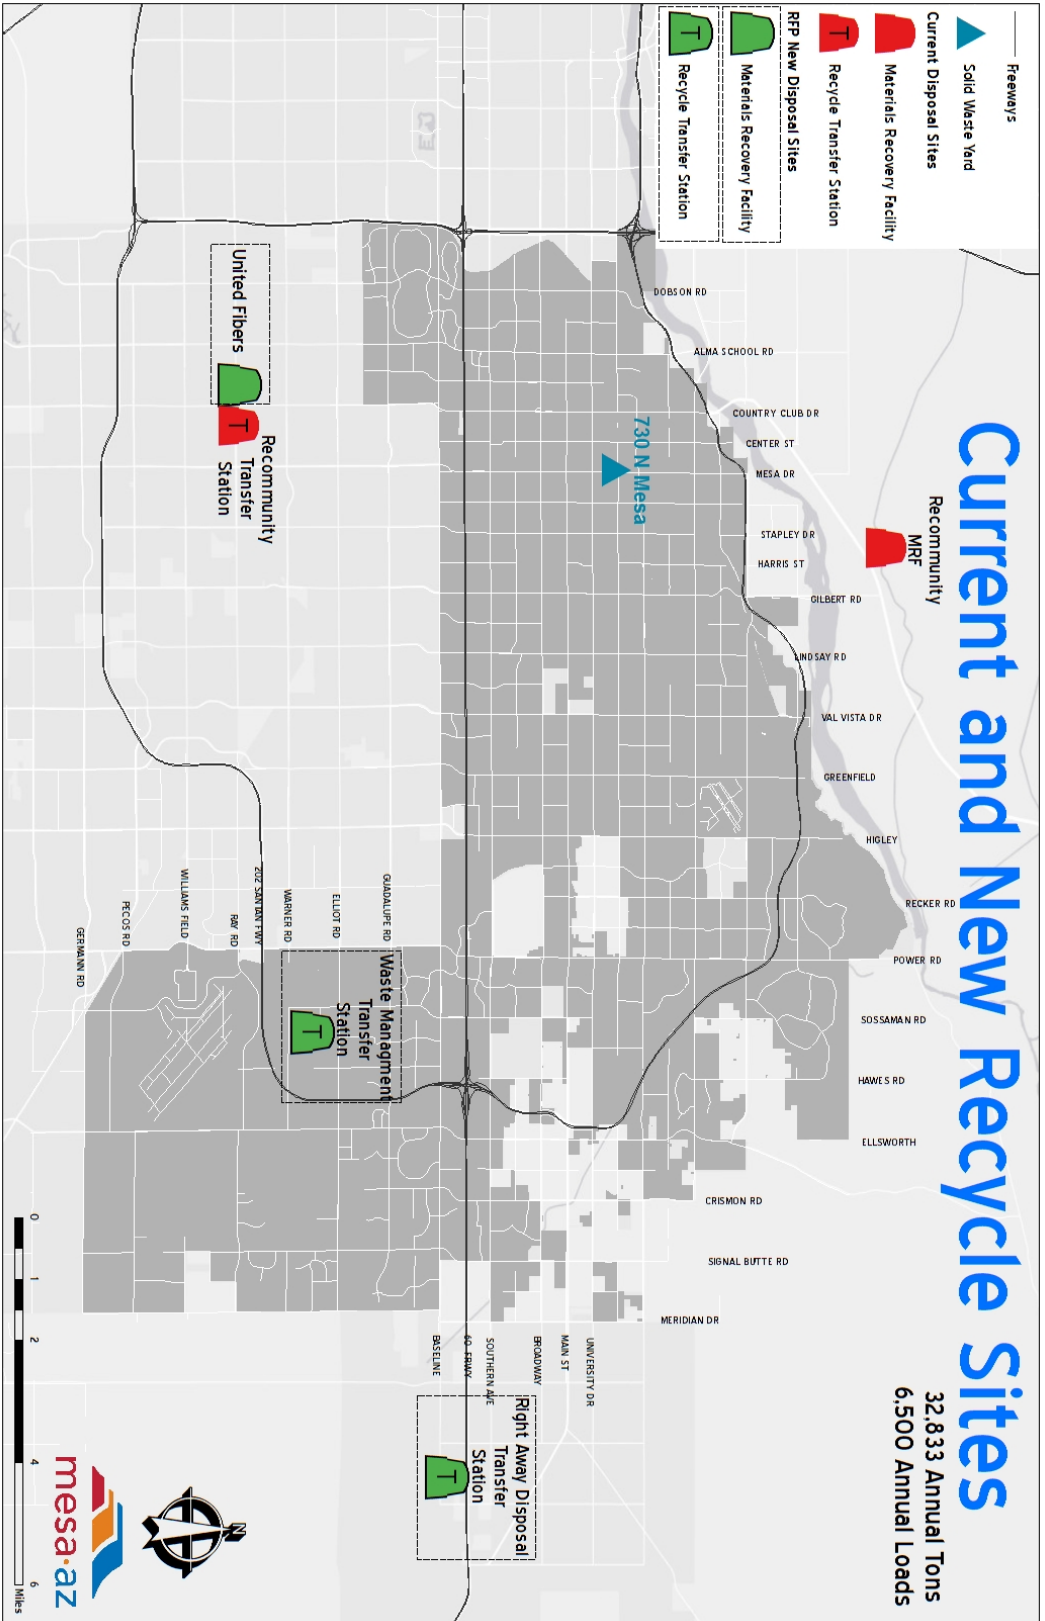 Current and New Recycle Sites
32,833 Annual Tons
6,500 Annual Loads
Freeways
Solid Waste Yard
Current Disposal Sites
Materials Recovery Facility
T
Recycle Transfer Station
RFP New Disposal Sites
Materials Recovery Facility
T
Recycle Transfer Station
Recommunity
MRF
DOBSON RD
ALMA SCHOOL RD
COUNTRY CLUB DR
CENTER ST
MESA DR
STAPLEY DR
HARRIS ST
GILBERT RD
LINDSAY RD
VAL VISTA DR
GREENFIELD
HIGLEY
RECKER RD
POWER RD
SOSSAMAN RD
HAWES RD
ELLSWORTH
CRISMON RD
SIGNAL BUTTE RD
MERIDIAN DR
730 N Mesa
UNIVERSITY DR
MAIN ST
BROADWAY
SOUTHERN AVE
60 FRWY
BASELINE
Right Away Disposal
Transfer
Station
T
GUADALUPE RD
ELLIOT RD
WARNER RD
202 SANTAN FWY
RAY RD
WILLIAMS FIELD
PECOS RD
GERMANN RD
Waste Managment
Transfer
Station
T
United Fibers
T
Recommunity
Transfer
Station
N
mesa·az
0
1
2
4
6
Miles